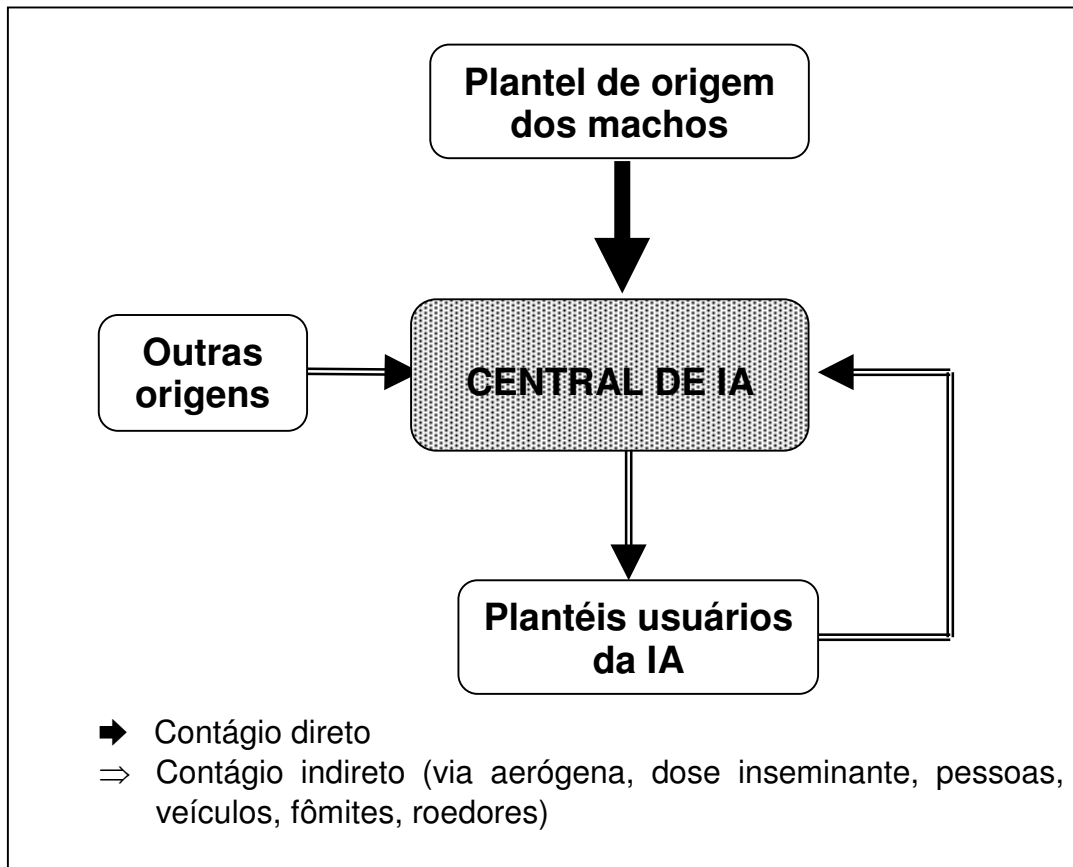 Plantel de origem
dos machos
Outras
origens
CENTRAL DE IA
Plantéis usuários
da IA
➡ Contágio direto
⇒ Contágio indireto (via aerógena, dose inseminante, pessoas,
veículos, fômites, roedores)